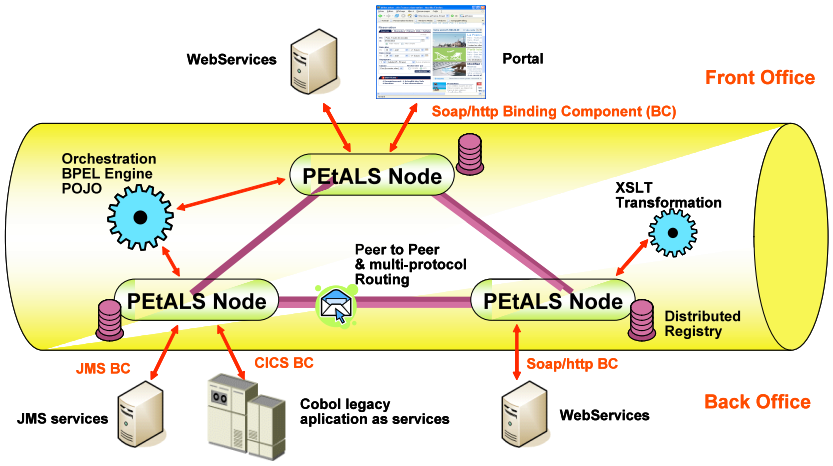 WebServices
Portal
Front Office
Soap/http Binding Component (BC)
Orchestration
BPEL Engine
POJO
PEtALS Node
XSLT
Transformation
Peer to Peer
& multi-protocol
Routing
PEtALS Node
PEtALS Node
Distributed
Registry
JMS BC
CICS BC
Soap/http BC
JMS services
Cobol legacy
aplication as services
WebServices
Back Office